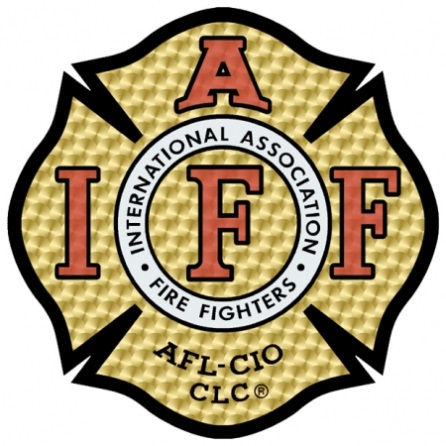 A
INTERNATIONAL ASSOCIATION
I F F
• FIRE FIGHTERS •
AFL-CIO
CLC®